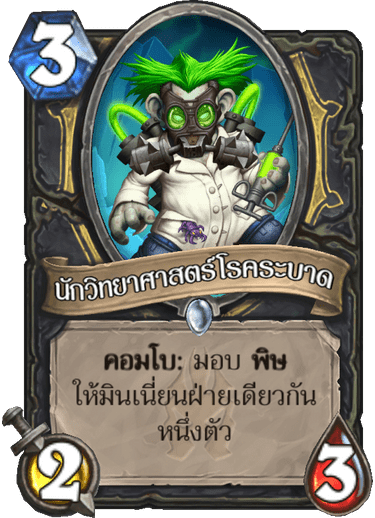 3
นักวิทยาศาสตร์โรคระบาด
คอมโบ: มอบ พิษ
ให้มินเนี่ยนฝ่ายเดียวกัน
หนึ่งตัว
2
3